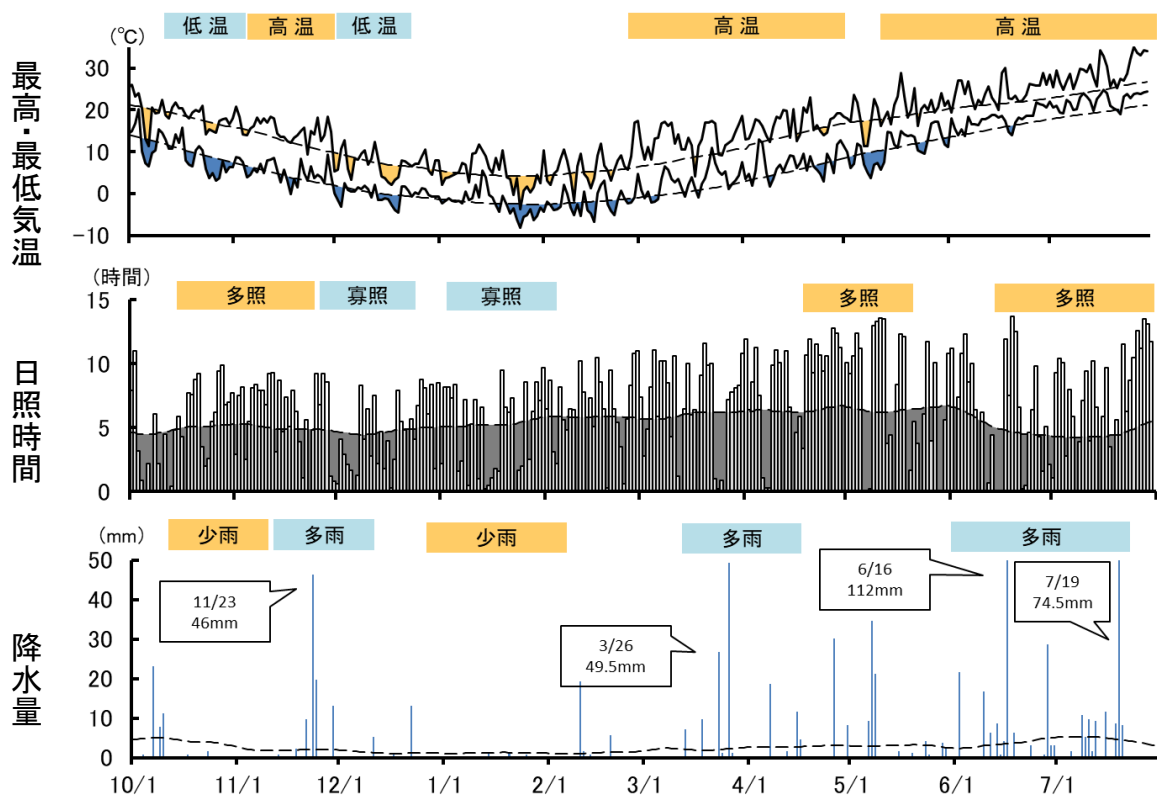 低温
高温
低温
高温
高温
(℃)
最高・最低気温
30
20
10
0
-10
(時間)
多照
寡照
寡照
多照
多照
日照時間
15
10
5
0
(mm)
少雨
多雨
少雨
多雨
多雨
降水量
50
40
30
20
10
0
11/23
46mm
3/26
49.5mm
6/16
112mm
7/19
74.5mm
10/1
11/1
12/1
1/1
2/1
3/1
4/1
5/1
6/1
7/1